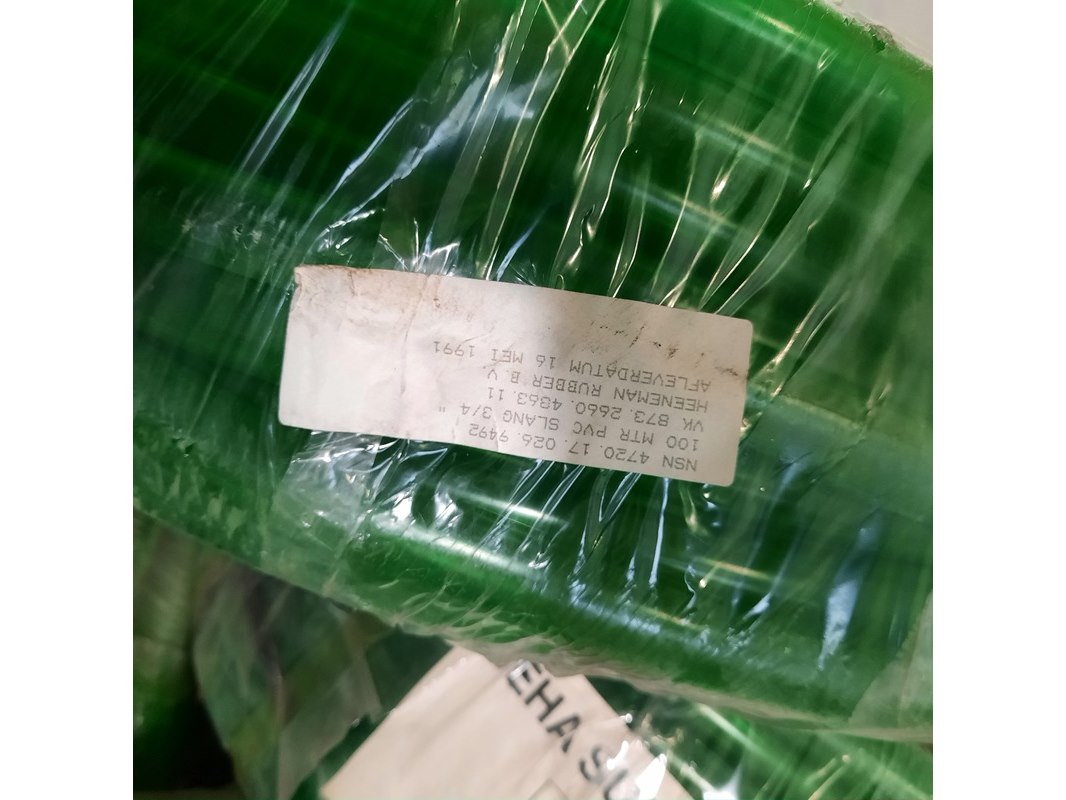 NSN 4720.17.026.9492
100 MTR PVC SLANG 3/4 "
VK 873.2660.4363.11
HEENEMAN RUBBER B.V.
AFLEVERDATUM 16 MEI 1991
EHA